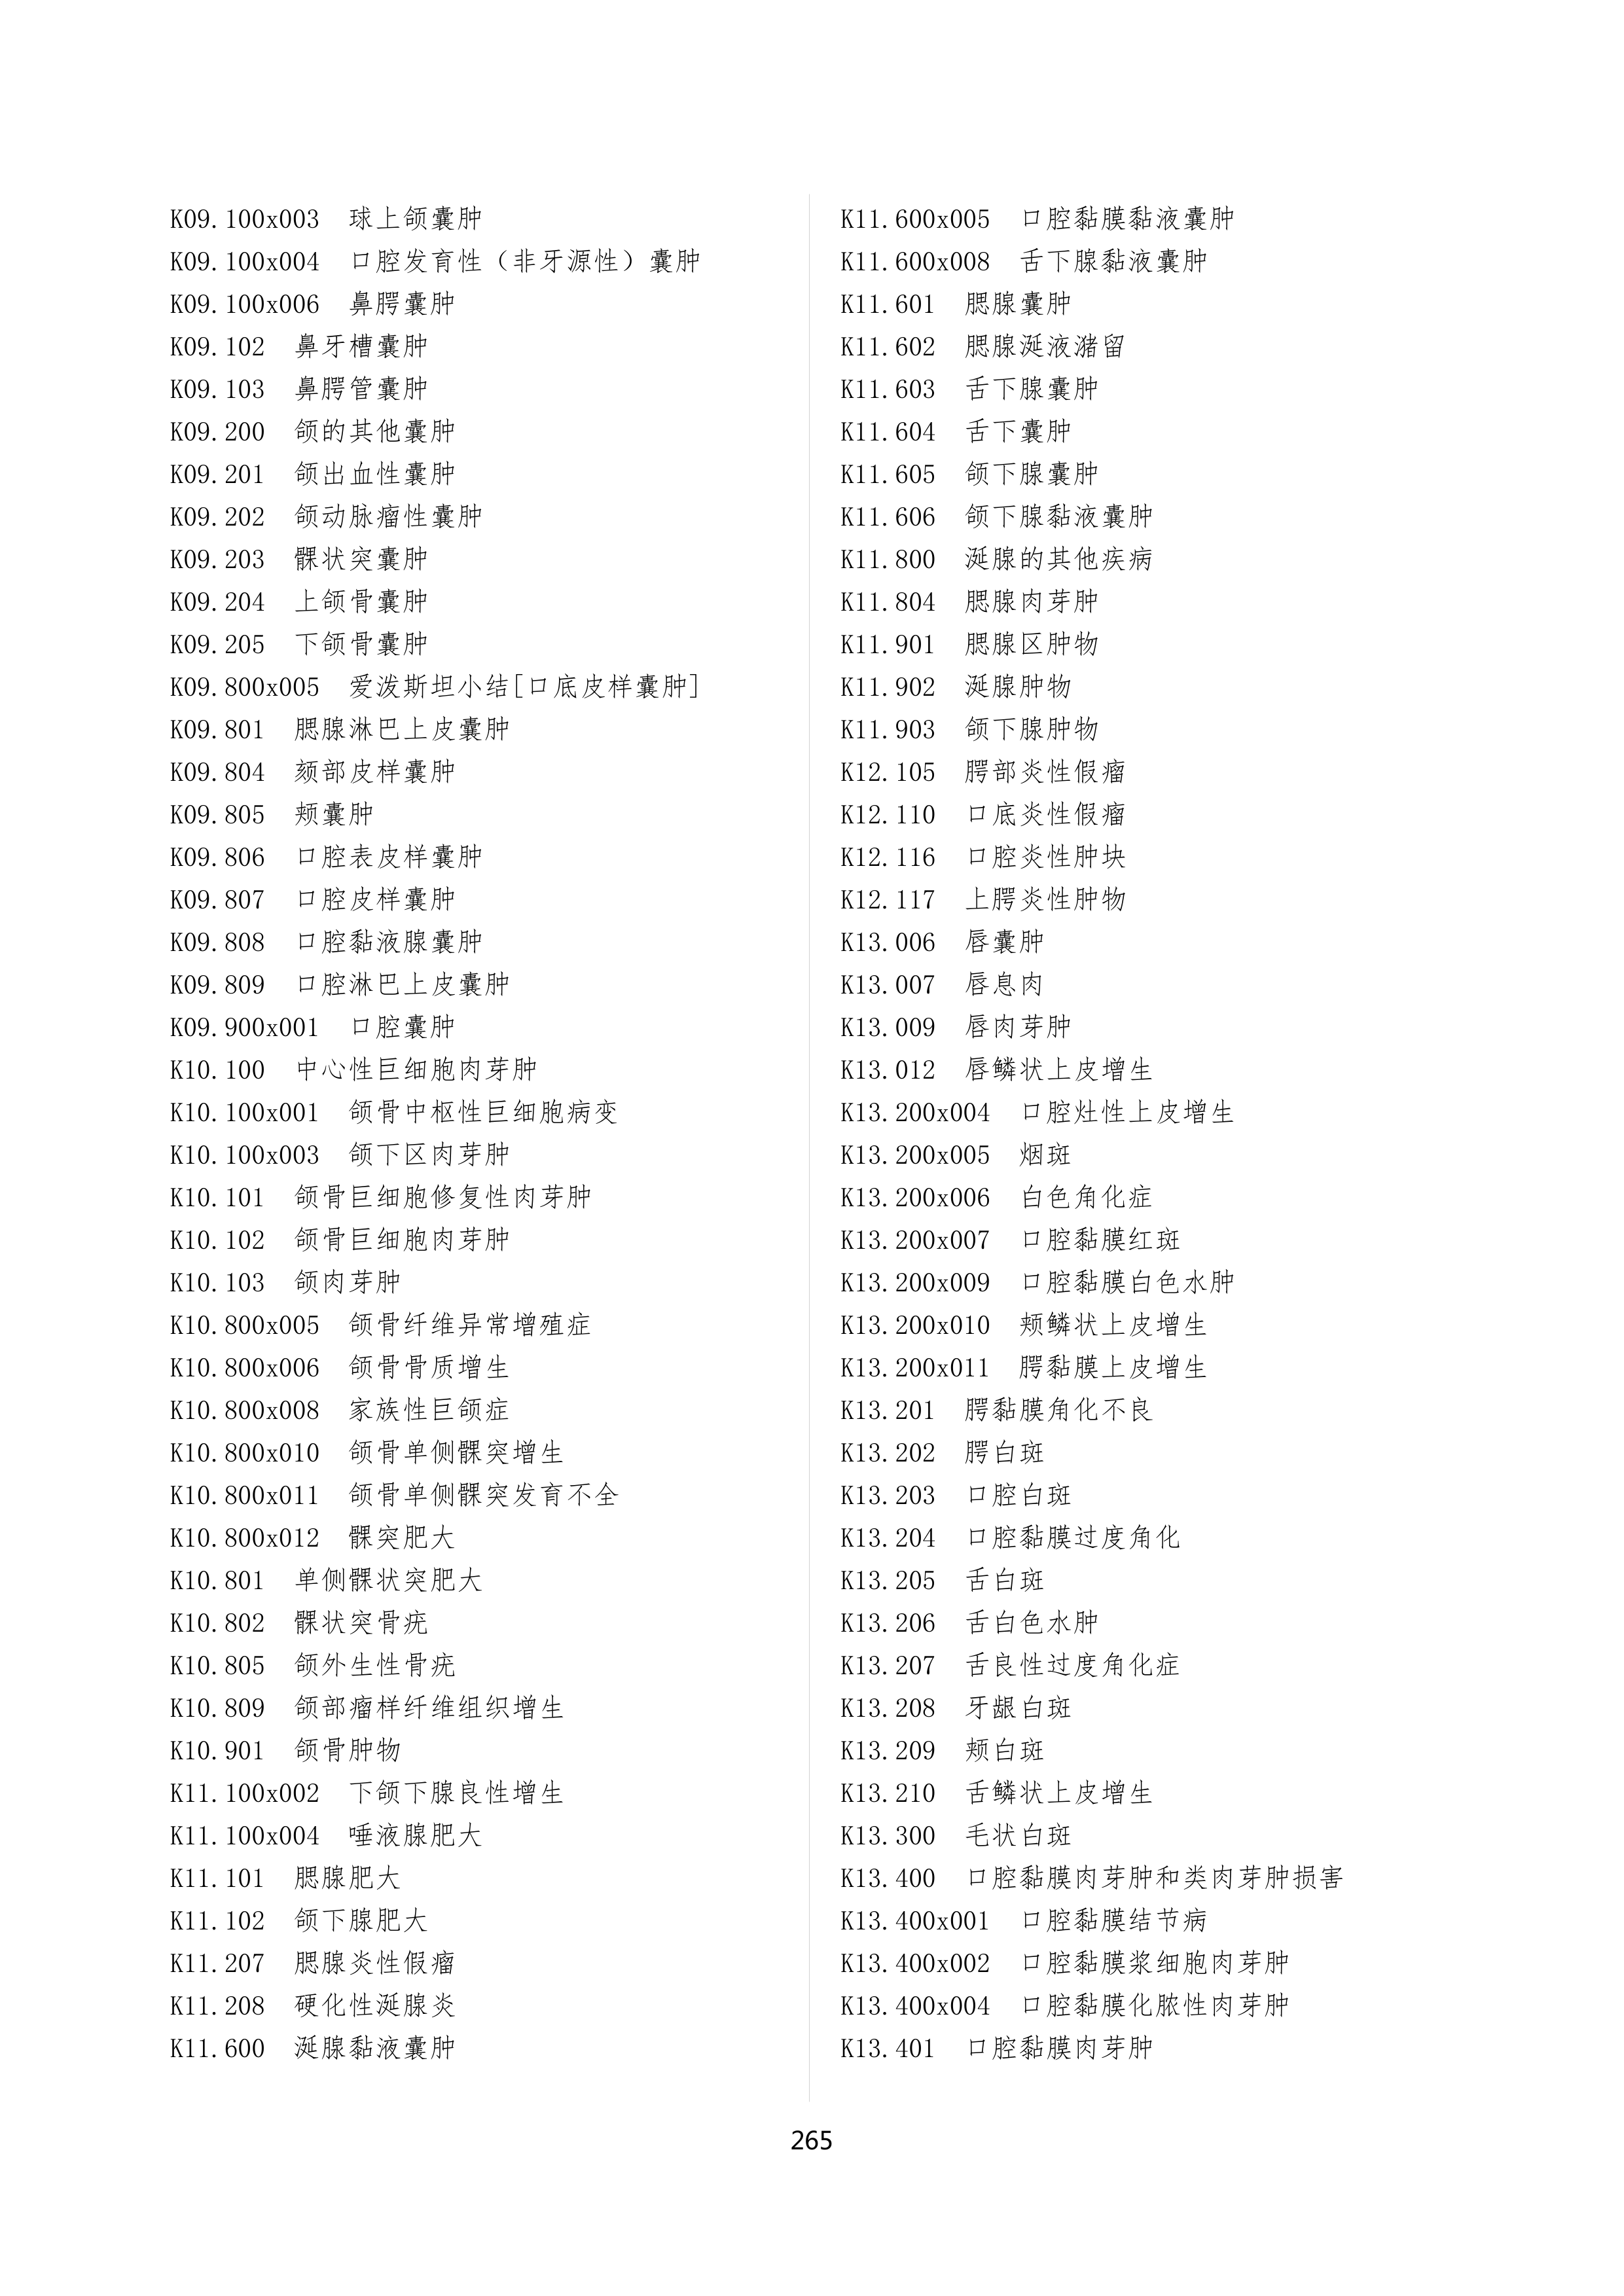 K09.100x003 球上颌囊肿
K09.100x004 口腔发育性（非牙源性）囊肿
K09.100x006 鼻腭囊肿
K09.102 鼻牙槽囊肿
K09.103 鼻腭管囊肿
K09.200 颌的其他囊肿
K09.201 颌出血性囊肿
K09.202 颌动脉瘤性囊肿
K09.203 髁状突囊肿
K09.204 上颌骨囊肿
K09.205 下颌骨囊肿
K09.800x005 爱泼斯坦小结[口底皮样囊肿]
K09.801 腮腺淋巴上皮囊肿
K09.804 颏部皮样囊肿
K09.805 颊囊肿
K09.806 口腔表皮样囊肿
K09.807 口腔皮样囊肿
K09.808 口腔黏液腺囊肿
K09.809 口腔淋巴上皮囊肿
K09.900x001 口腔囊肿
K10.100 中心性巨细胞肉芽肿
K10.100x001 颌骨中枢性巨细胞病变
K10.100x003 颌下区肉芽肿
K10.101 颌骨巨细胞修复性肉芽肿
K10.102 颌骨巨细胞肉芽肿
K10.103 颌肉芽肿
K10.800x005 颌骨纤维异常增殖症
K10.800x006 颌骨骨质增生
K10.800x008 家族性巨颌症
K10.800x010 颌骨单侧髁突增生
K10.800x011 颌骨单侧髁突发育不全
K10.800x012 髁突肥大
K10.801 单侧髁状突肥大
K10.802 髁状突骨疣
K10.805 颌外生性骨疣
K10.809 颌部瘤样纤维组织增生
K10.901 颌骨肿物
K11.100x002 下颌下腺良性增生
K11.100x004 唾液腺肥大
K11.101 腮腺肥大
K11.102 颌下腺肥大
K11.207 腮腺炎性假瘤
K11.208 硬化性涎腺炎
K11.600 涎腺黏液囊肿
K11.600x005 口腔黏膜黏液囊肿
K11.600x008 舌下腺黏液囊肿
K11.601 腮腺囊肿
K11.602 腮腺涎液潴留
K11.603 舌下腺囊肿
K11.604 舌下囊肿
K11.605 颌下腺囊肿
K11.606 颌下腺黏液囊肿
K11.800 涎腺的其他疾病
K11.804 腮腺肉芽肿
K11.901 腮腺区肿物
K11.902 涎腺肿物
K11.903 颌下腺肿物
K12.105 腭部炎性假瘤
K12.110 口底炎性假瘤
K12.116 口腔炎性肿块
K12.117 上腭炎性肿物
K13.006 唇囊肿
K13.007 唇息肉
K13.009 唇肉芽肿
K13.012 唇鳞状上皮增生
K13.200x004 口腔灶性上皮增生
K13.200x005 烟斑
K13.200x006 白色角化症
K13.200x007 口腔黏膜红斑
K13.200x009 口腔黏膜白色水肿
K13.200x010 颊鳞状上皮增生
K13.200x011 腭黏膜上皮增生
K13.201 腭黏膜角化不良
K13.202 腭白斑
K13.203 口腔白斑
K13.204 口腔黏膜过度角化
K13.205 舌白斑
K13.206 舌白色水肿
K13.207 舌良性过度角化症
K13.208 牙龈白斑
K13.209 颊白斑
K13.210 舌鳞状上皮增生
K13.300 毛状白斑
K13.400 口腔黏膜肉芽肿和类肉芽肿损害
K13.400x001 口腔黏膜结节病
K13.400x002 口腔黏膜浆细胞肉芽肿
K13.400x004 口腔黏膜化脓性肉芽肿
K13.401 口腔黏膜肉芽肿
265